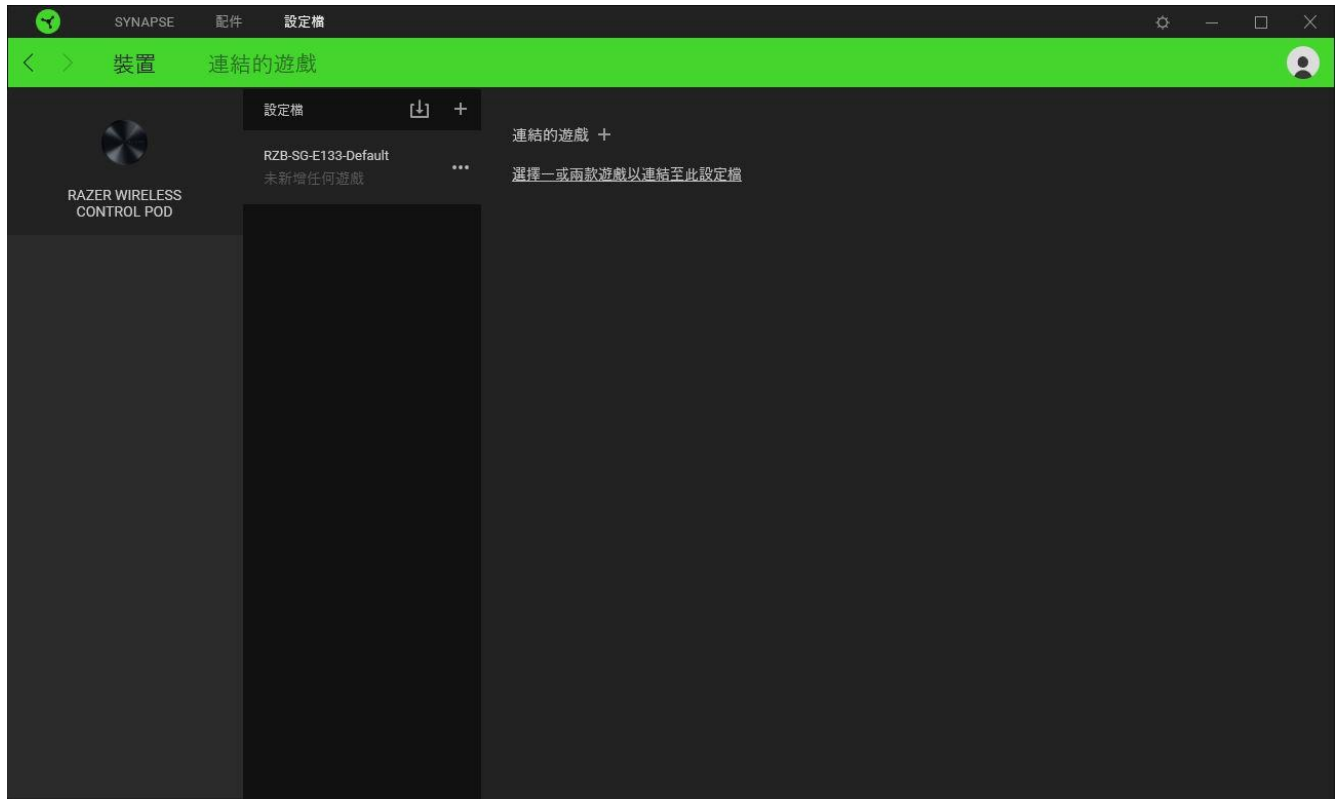 SYNAPSE 配件 設定檔
裝置 連結的遊戲
RAZER WIRELESS
CONTROL POD
設定檔
RZB-SG-E133-Default
未新增任何遊戲
連結的遊戲
選擇一或兩款遊戲以連結至此設定檔